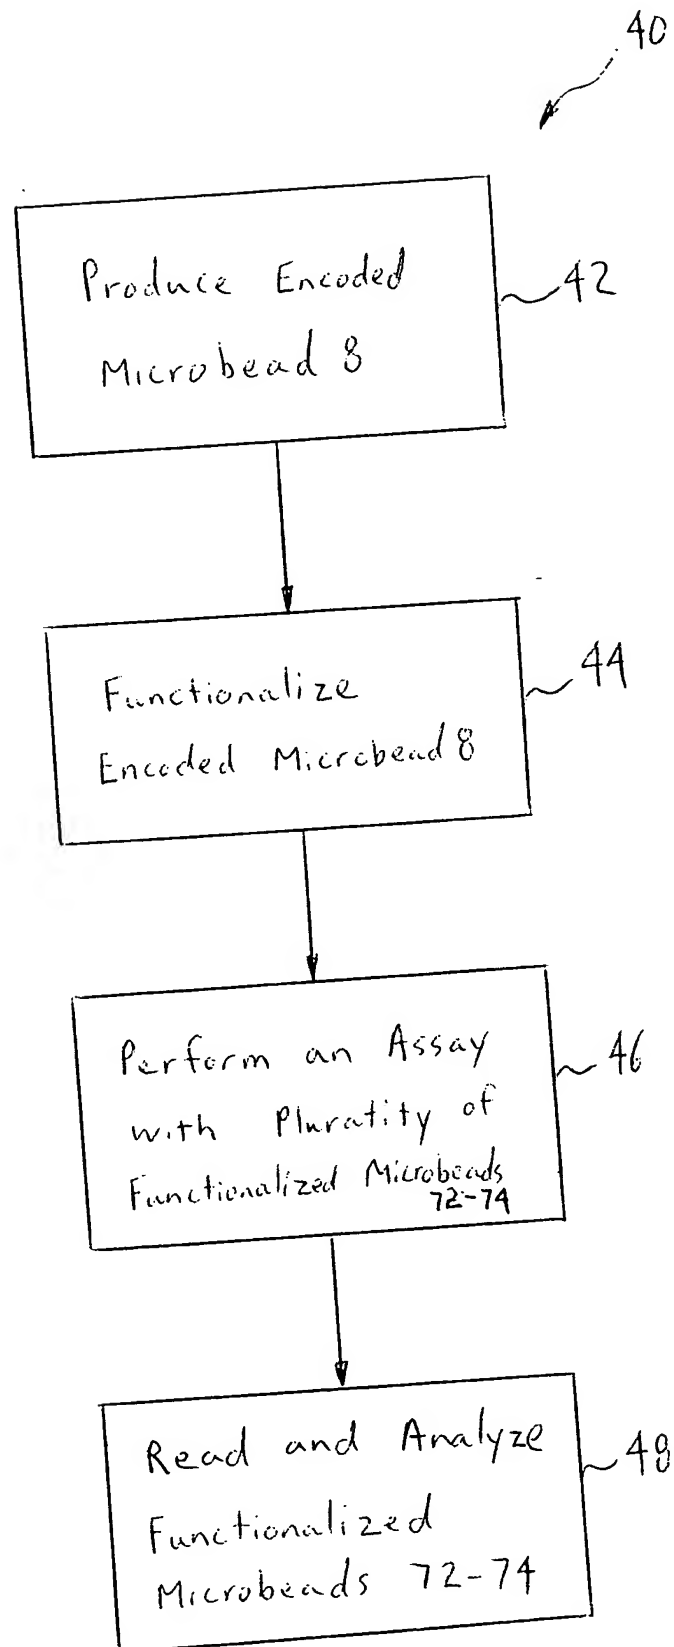 40
Produce Encoded
Microbead 8
42
Functionalize
Encoded Microbead 8
44
Perform an Assay
with Pluratity of
Functionalized Microbeads
72-74
46
Read and Analyze
Functionalized
Microbeads 72-74
48